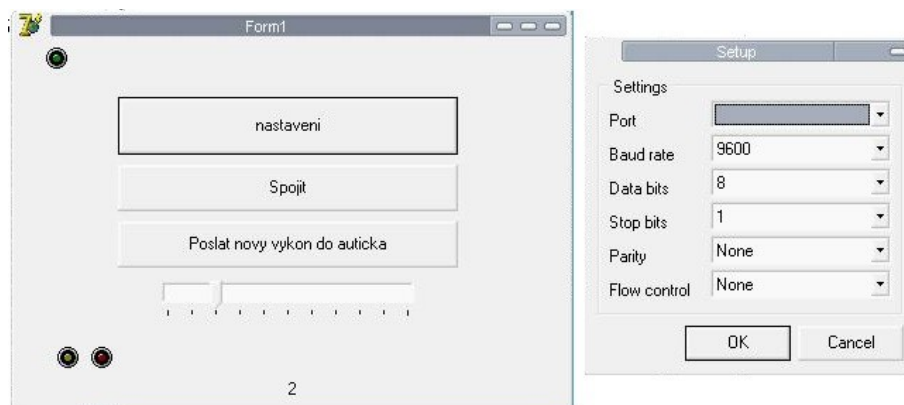 Form1
nastaveni
Spojit
Poslat novy vykon do auticka
2
Setup
Settings
Port
Baud rate 9600
Data bits 8
Stop bits 1
Parity None
Flow control None
OK Cancel